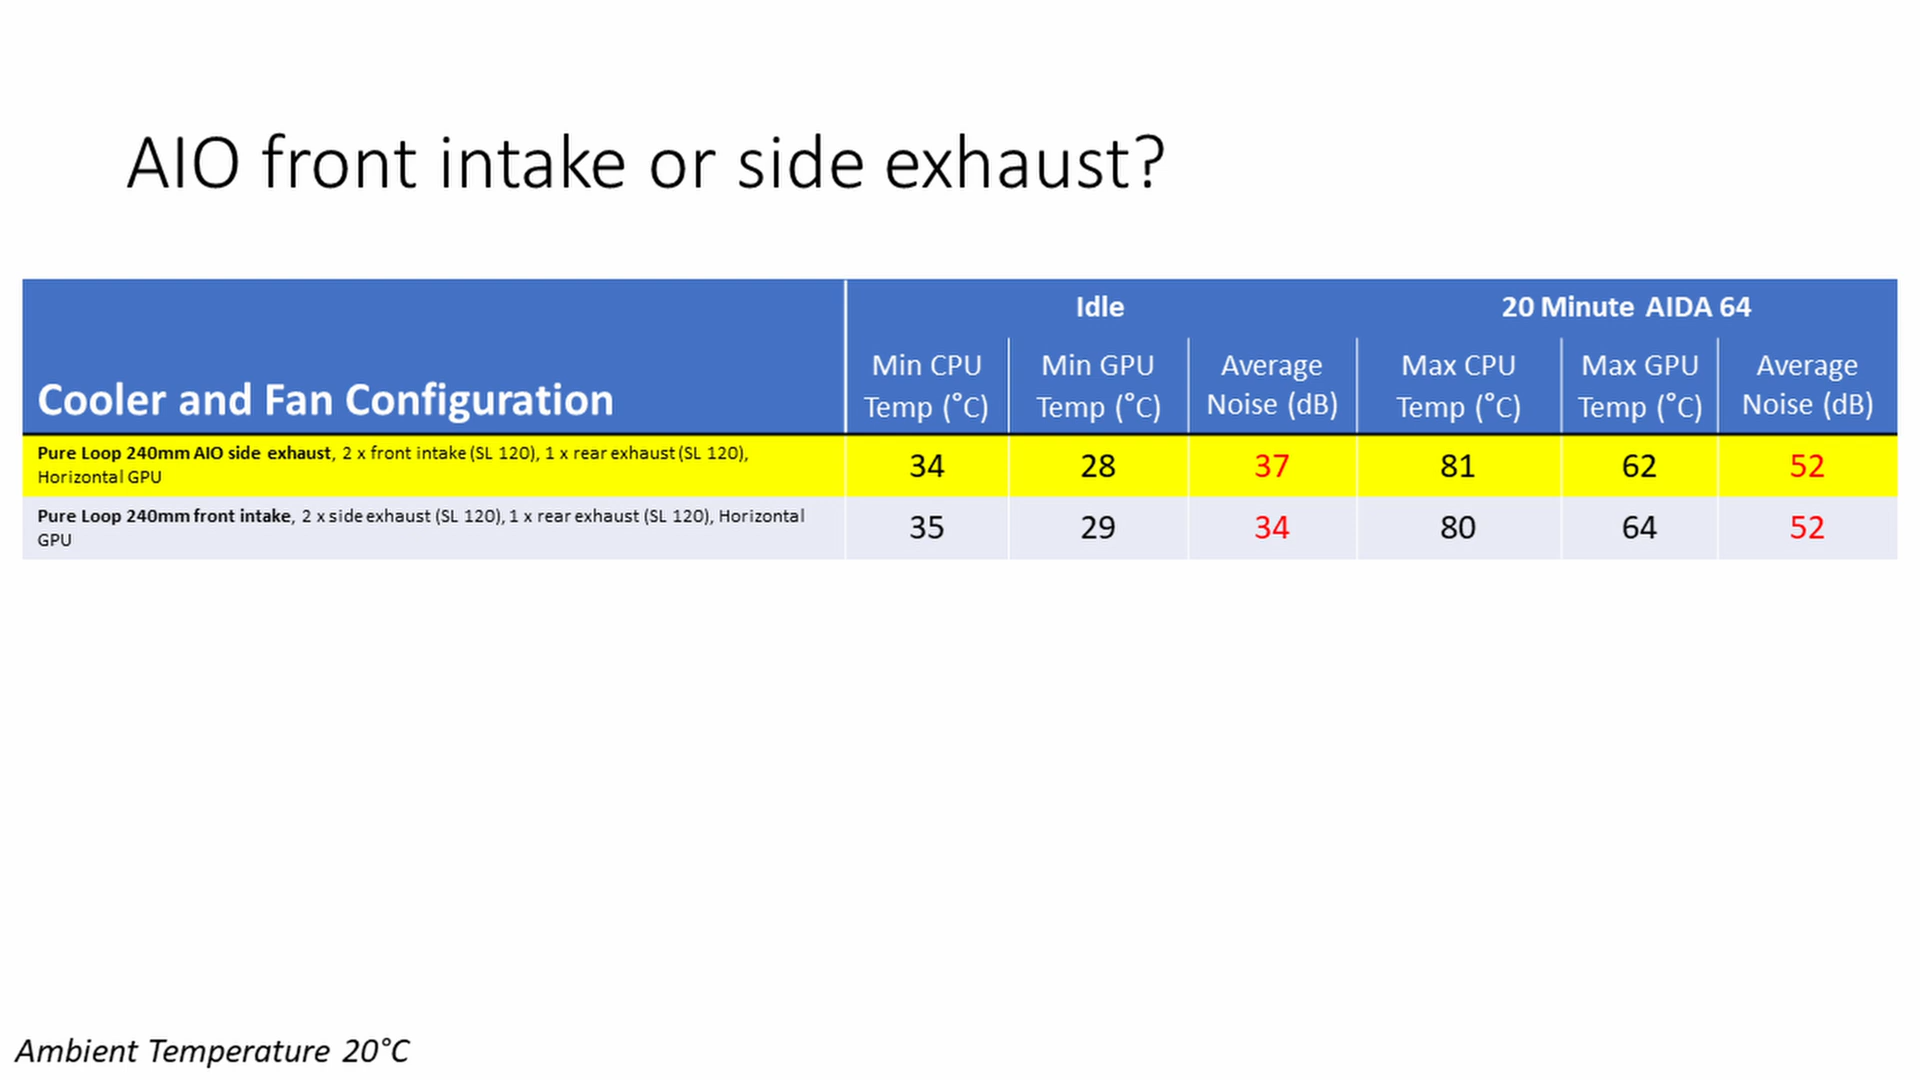 AIO front intake or side exhaust?
Idle
20 Minute AIDA 64
Cooler and Fan Configuration
Min CPU
Temp (°C)
Min GPU
Temp (°C)
Average
Noise (dB)
Max CPU
Temp (°C)
Max GPU
Temp (°C)
Average
Noise (dB)
Pure Loop 240mm AIO side exhaust, 2 x front intake (SL 120), 1 x rear exhaust (SL 120),
Horizontal GPU
34
28
37
81
62
52
Pure Loop 240mm front intake, 2 x side exhaust (SL 120), 1 x rear exhaust (SL 120), Horizontal
GPU
35
29
34
80
64
52
Ambient Temperature 20°C